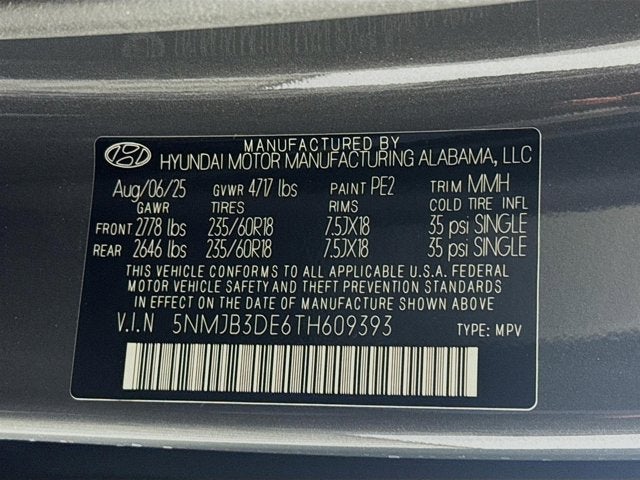 MANUFACTURED BY
HYUNDAI MOTOR MANUFACTURING ALABAMA, LLC
Aug/06/25 GVWR 4717 lbs PAINT PE2 TRIM MMH
GAWR TIRES RIMS COLD TIRE INFL
FRONT 2778 lbs 235/60R18 7.5JX18 35 psi SINGLE
REAR 2646 lbs 235/60R18 7.5JX18 35 psi SINGLE
THIS VEHICLE CONFORMS TO ALL APPLICABLE U.S.A. FEDERAL
MOTOR VEHICLE SAFETY AND THEFT PREVENTION STANDARDS
IN EFFECT ON THE DATE OF MANUFACTURE SHOWN ABOVE
V.I.N 5NMJB3DE6TH609393 TYPE: MPV